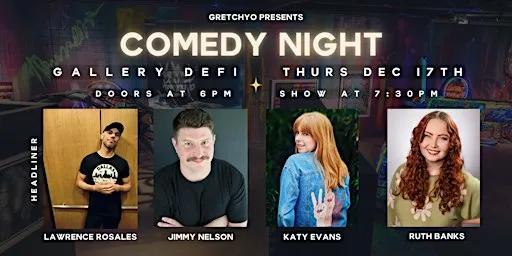 GRETCHYO PRESENTS
COMEDY NIGHT
GALLERY DEFI THURS DEC 17TH
DOORS AT 6PM SHOW AT 7:30PM
HEADLINER
LAWRENCE ROSALES JIMMY NELSON KATY EVANS RUTH BANKS